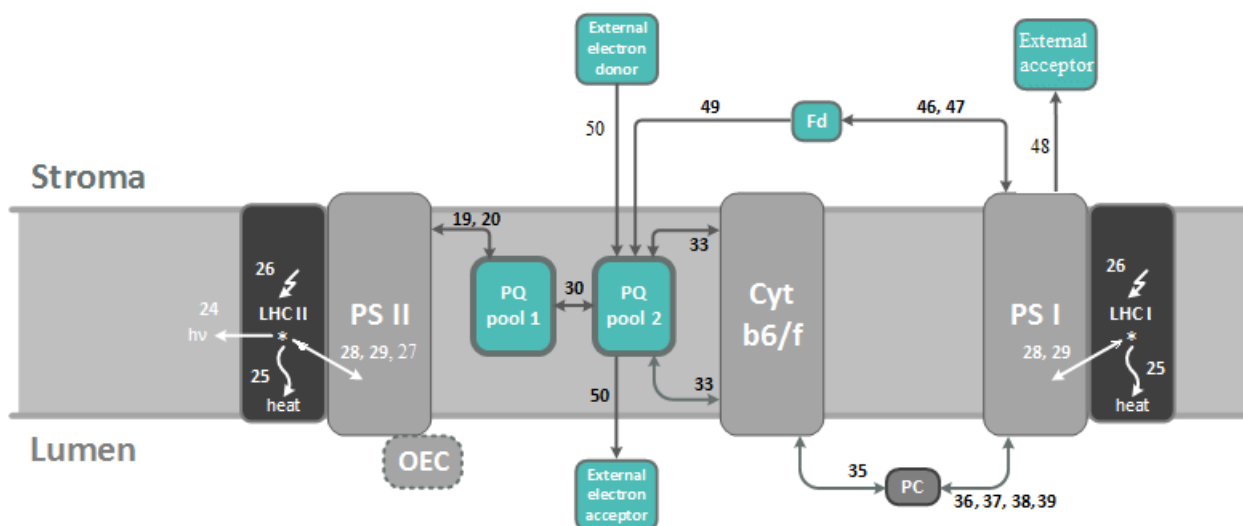 External
electron
donor
External
acceptor
49
Fd
46, 47
50
48
Stroma
19, 20
33
26
LHC II
*
24
hν
25
heat
PS II
28, 29, 27
PQ
pool 1
30
PQ
pool 2
Cyt
b6/f
PS I
28, 29
26
LHC I
*
25
heat
50
33
Lumen
OEC
35
PC
36, 37, 38,39
External
electron
acceptor